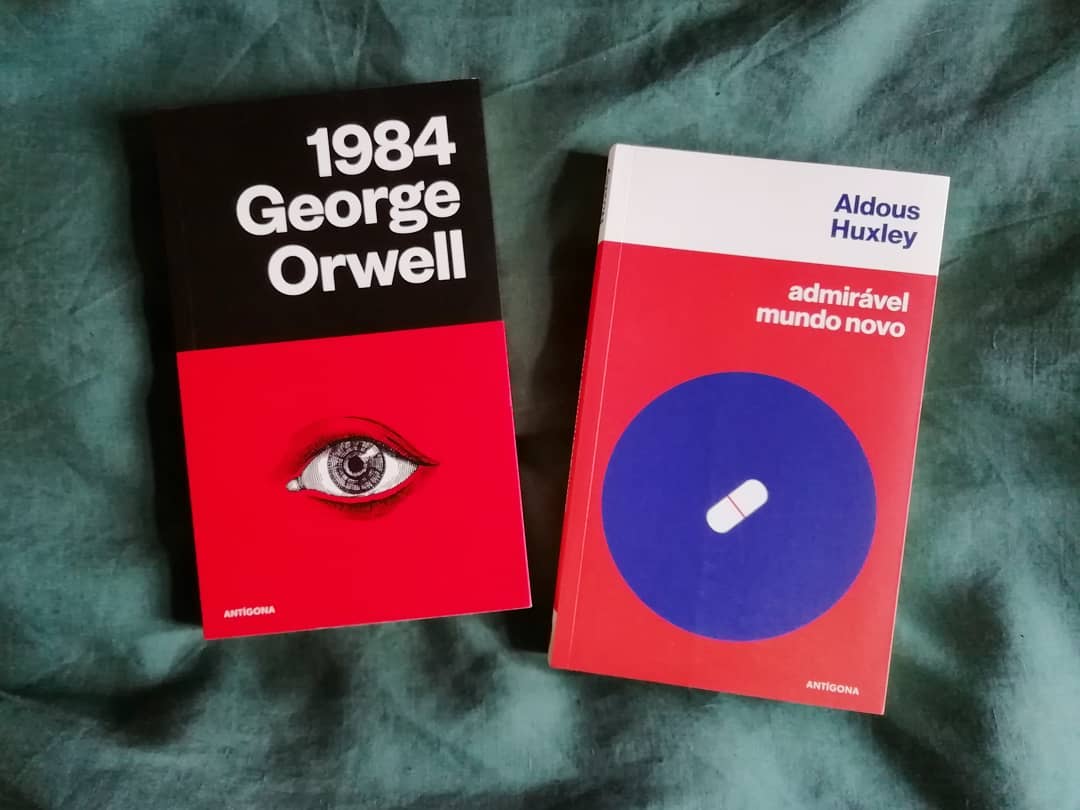 1984
George
Orwell
ANTÍGONA
Aldous
Huxley
admirável
mundo novo
ANTÍGONA